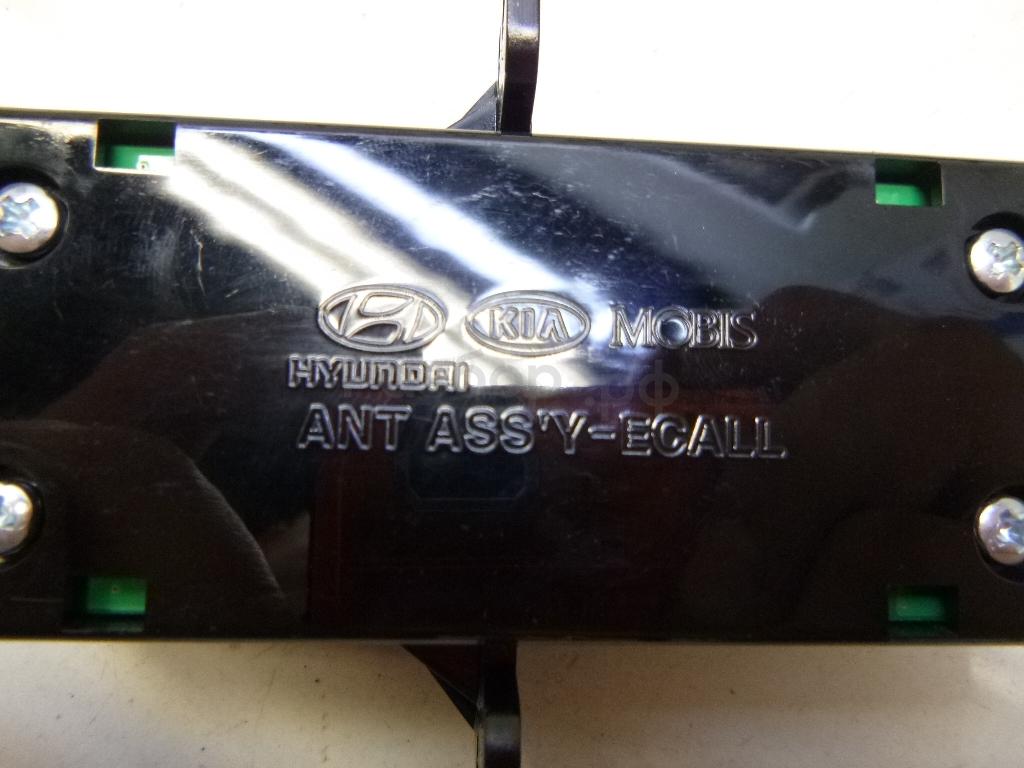 KIA MOBIS
HYUNDAI
ANT ASS'Y-ECALL